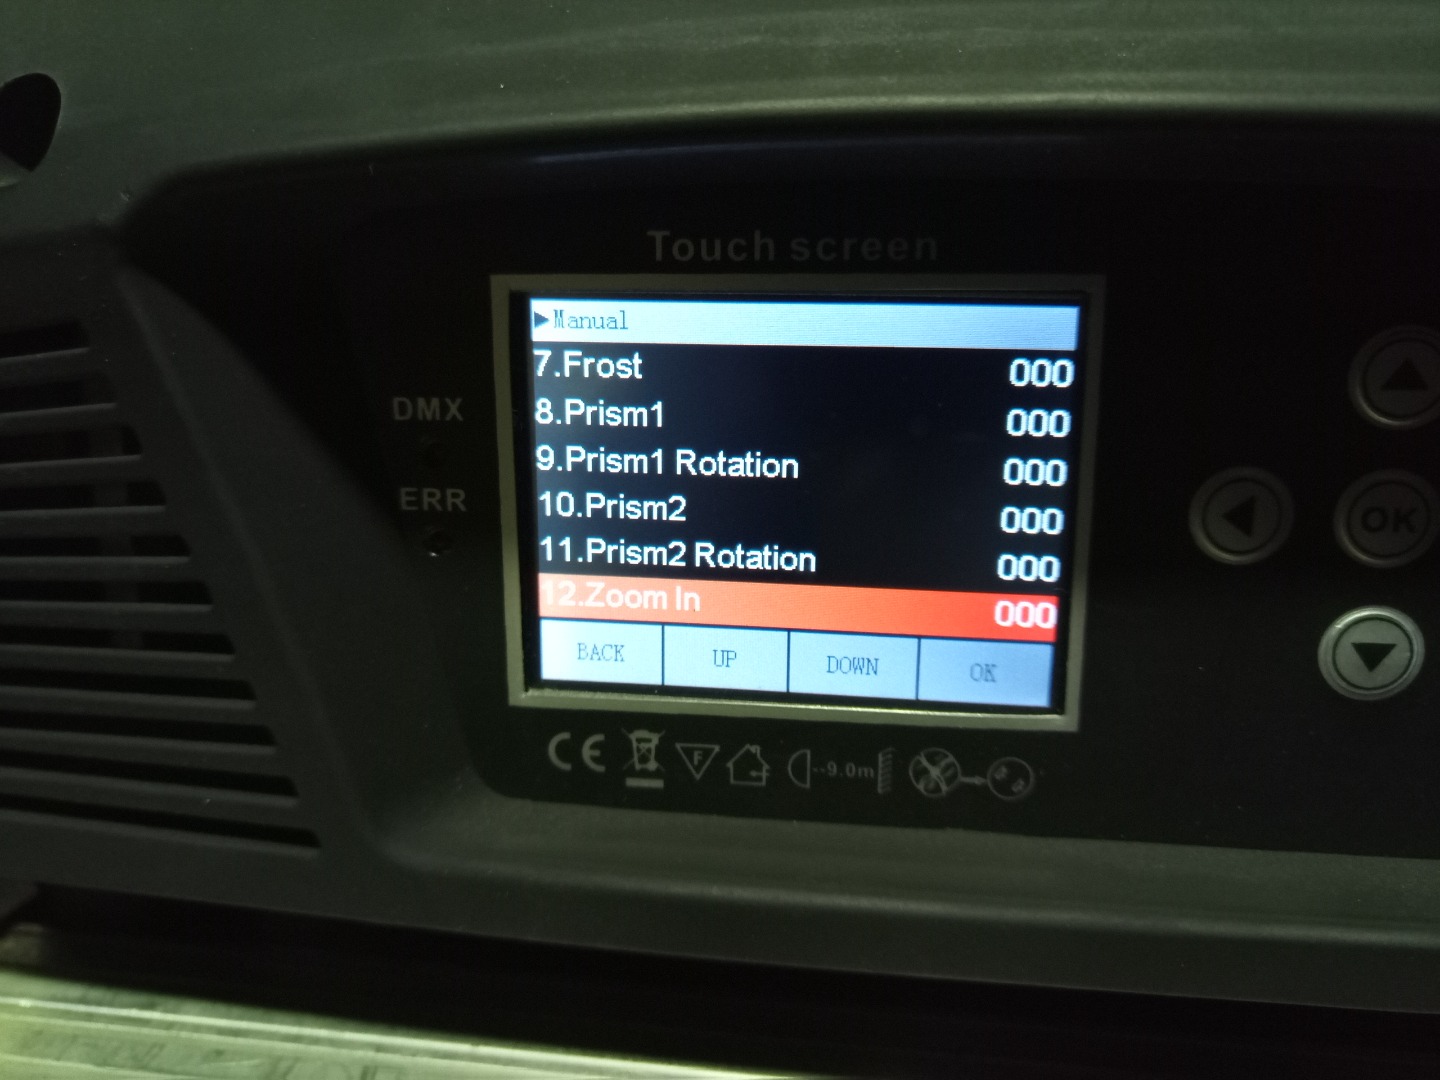 Touch screen
▶Manual
7.Frost 000
8.Prism1 000
9.Prism1 Rotation 000
10.Prism2 000
11.Prism2 Rotation 000
12.Zoom In 000
BACK UP DOWN OK
DMX
ERR
OK
CE F --9.0m